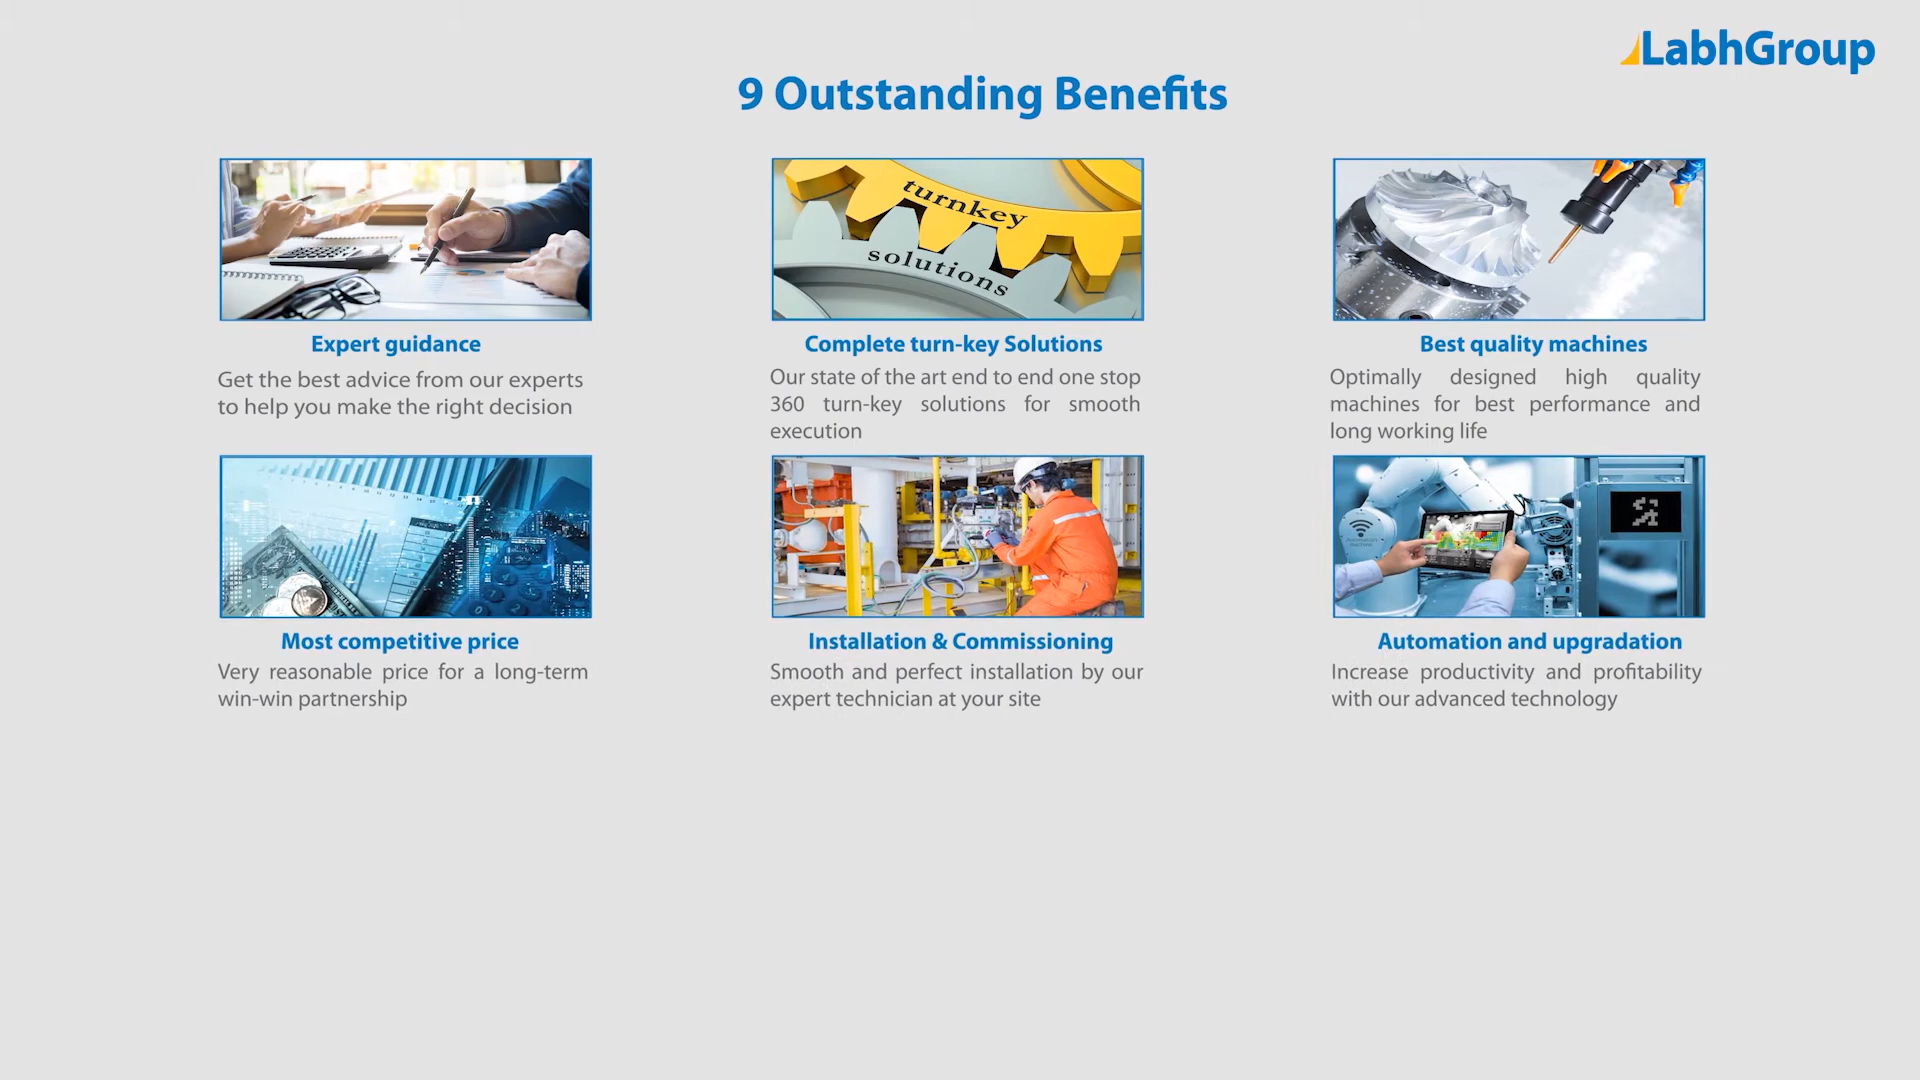 LabhGroup
9 Outstanding Benefits
turnkey
solutions
Expert guidance
Get the best advice from our experts
to help you make the right decision
Complete turn-key Solutions
Our state of the art end to end one stop
360 turn-key solutions for smooth
execution
Best quality machines
Optimally designed high quality
machines for best performance and
long working life
Most competitive price
Very reasonable price for a long-term
win-win partnership
Installation & Commissioning
Smooth and perfect installation by our
expert technician at your site
Automation and upgradation
Increase productivity and profitability
with our advanced technology